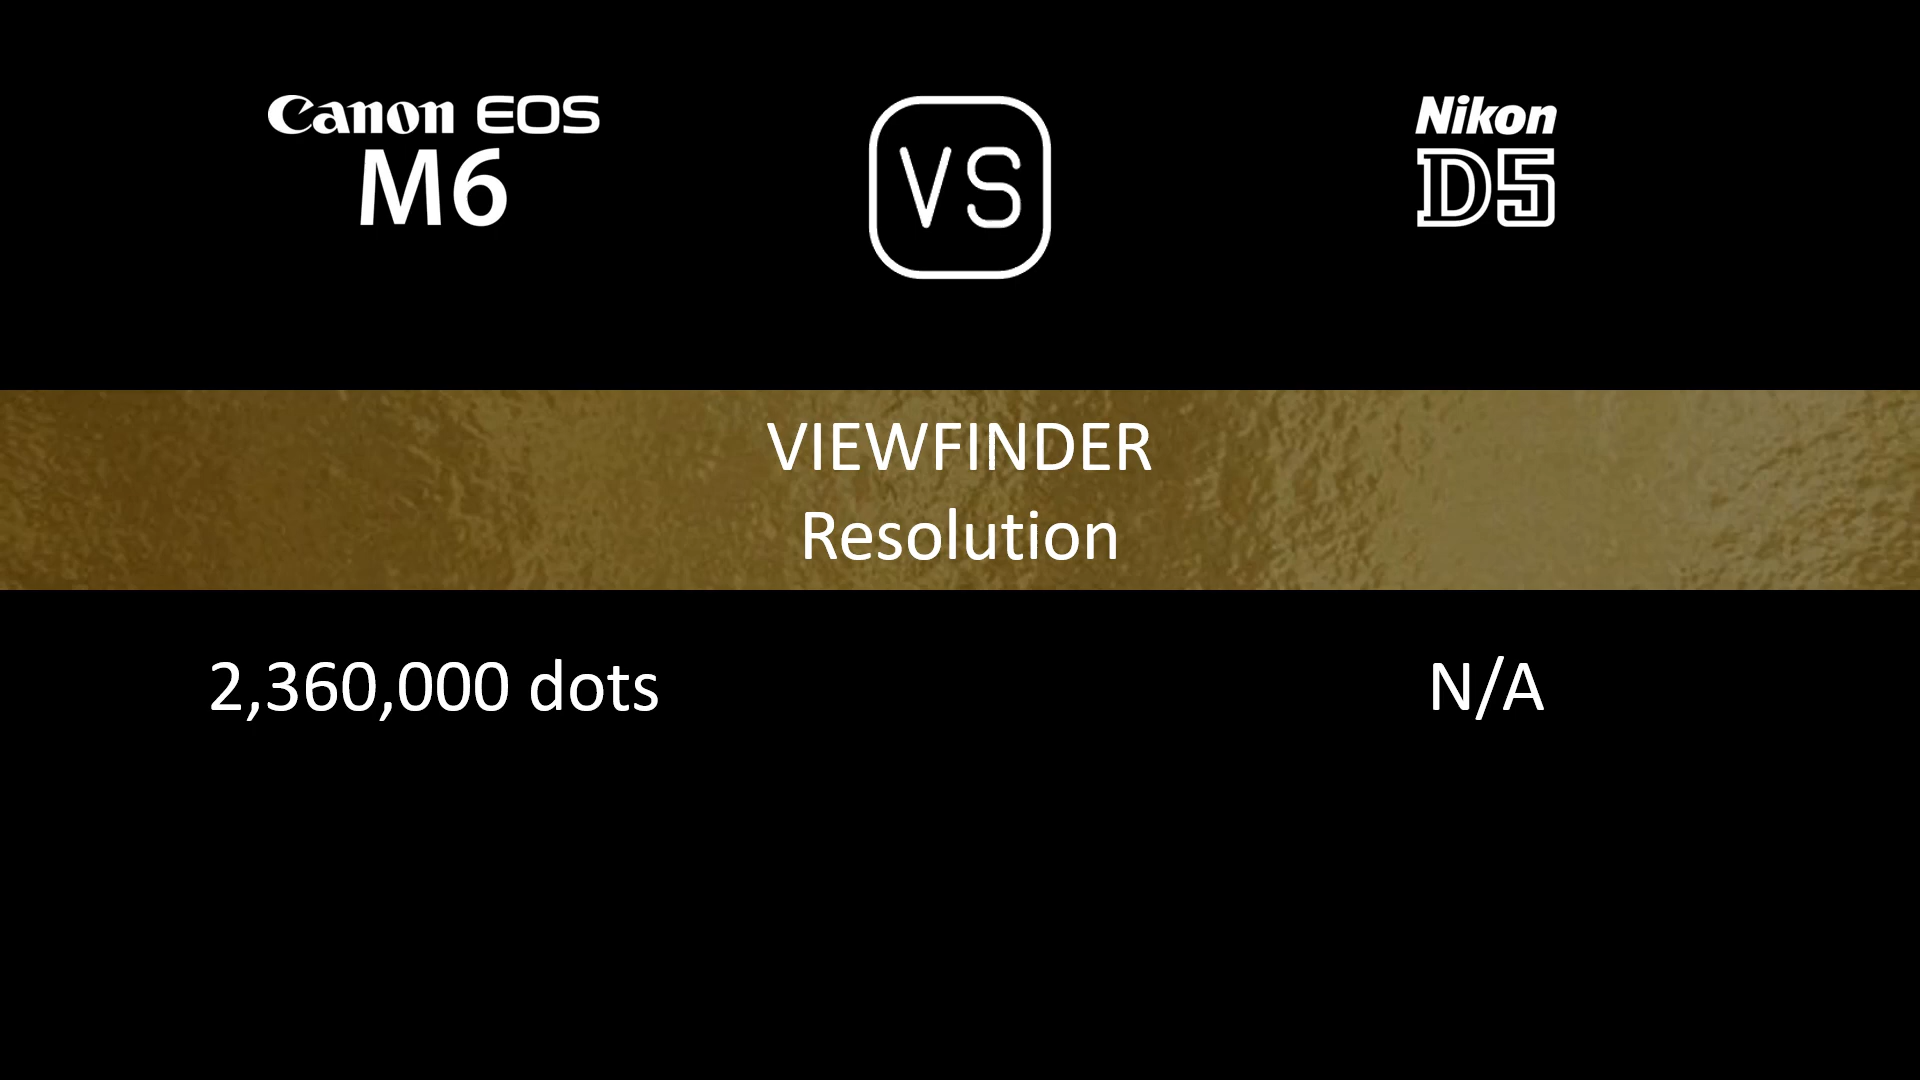 Canon EOS
M6
VS
Nikon
D5
VIEWFINDER
Resolution
2,360,000 dots
N/A